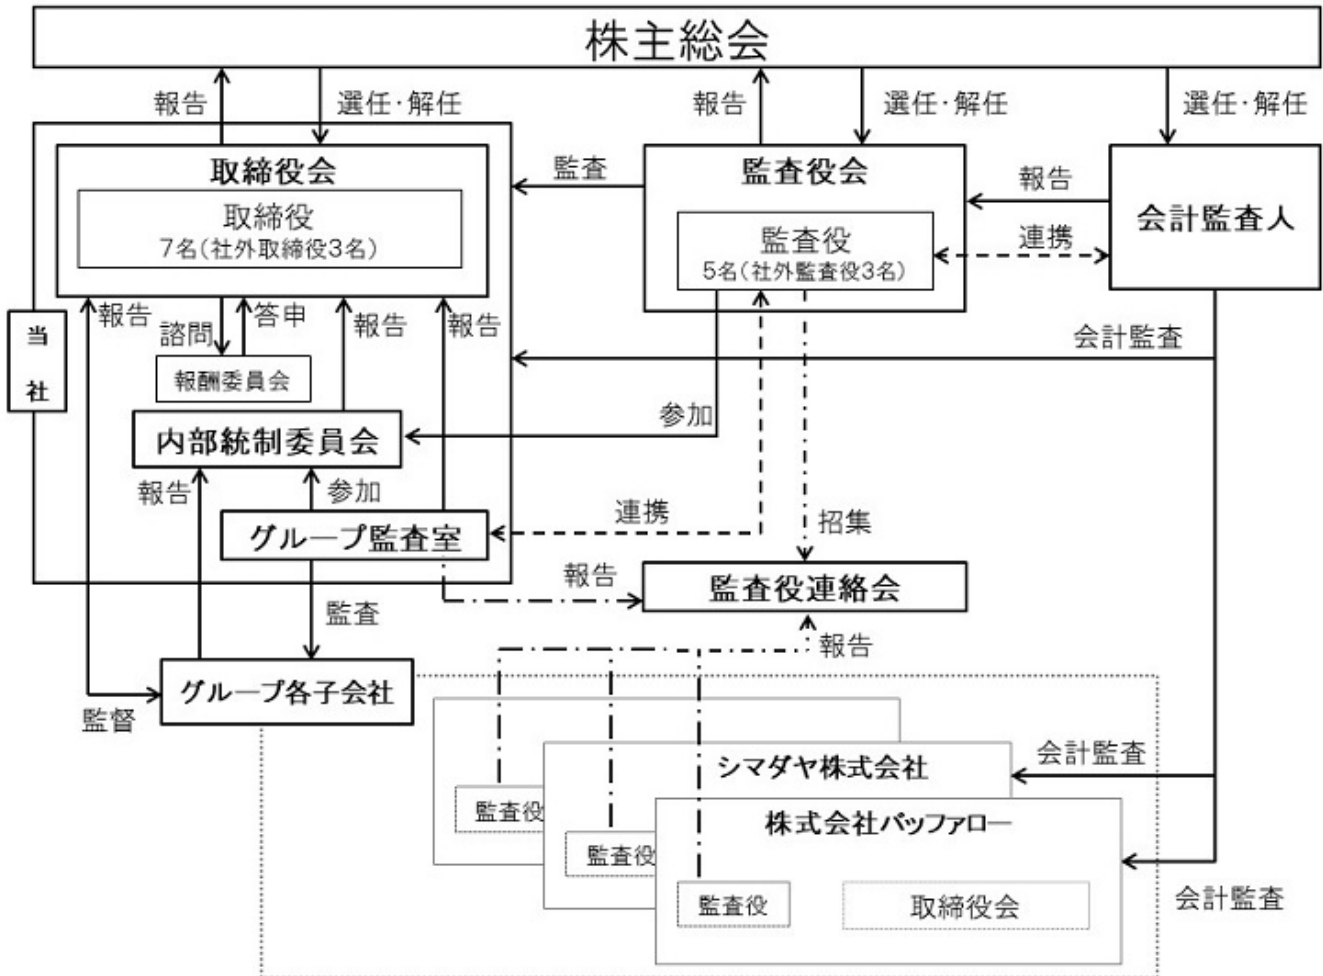 株主総会
報告
選任・解任
報告
選任・解任
選任・解任
取締役会
取締役
7名(社外取締役3名)
監査
監査役会
監査役
5名(社外監査役3名)
報告
連携
会計監査人
当
社
報告
諮問
答申
報告
報告
報酬委員会
会計監査
内部統制委員会
参加
報告
参加
グループ監査室
連携
招集
報告
監査役連絡会
監査
報告
グループ各子会社
監督
シマダヤ株式会社
会計監査
監査役
株式会社バッファロー
監査役
会計監査
監査役
取締役会